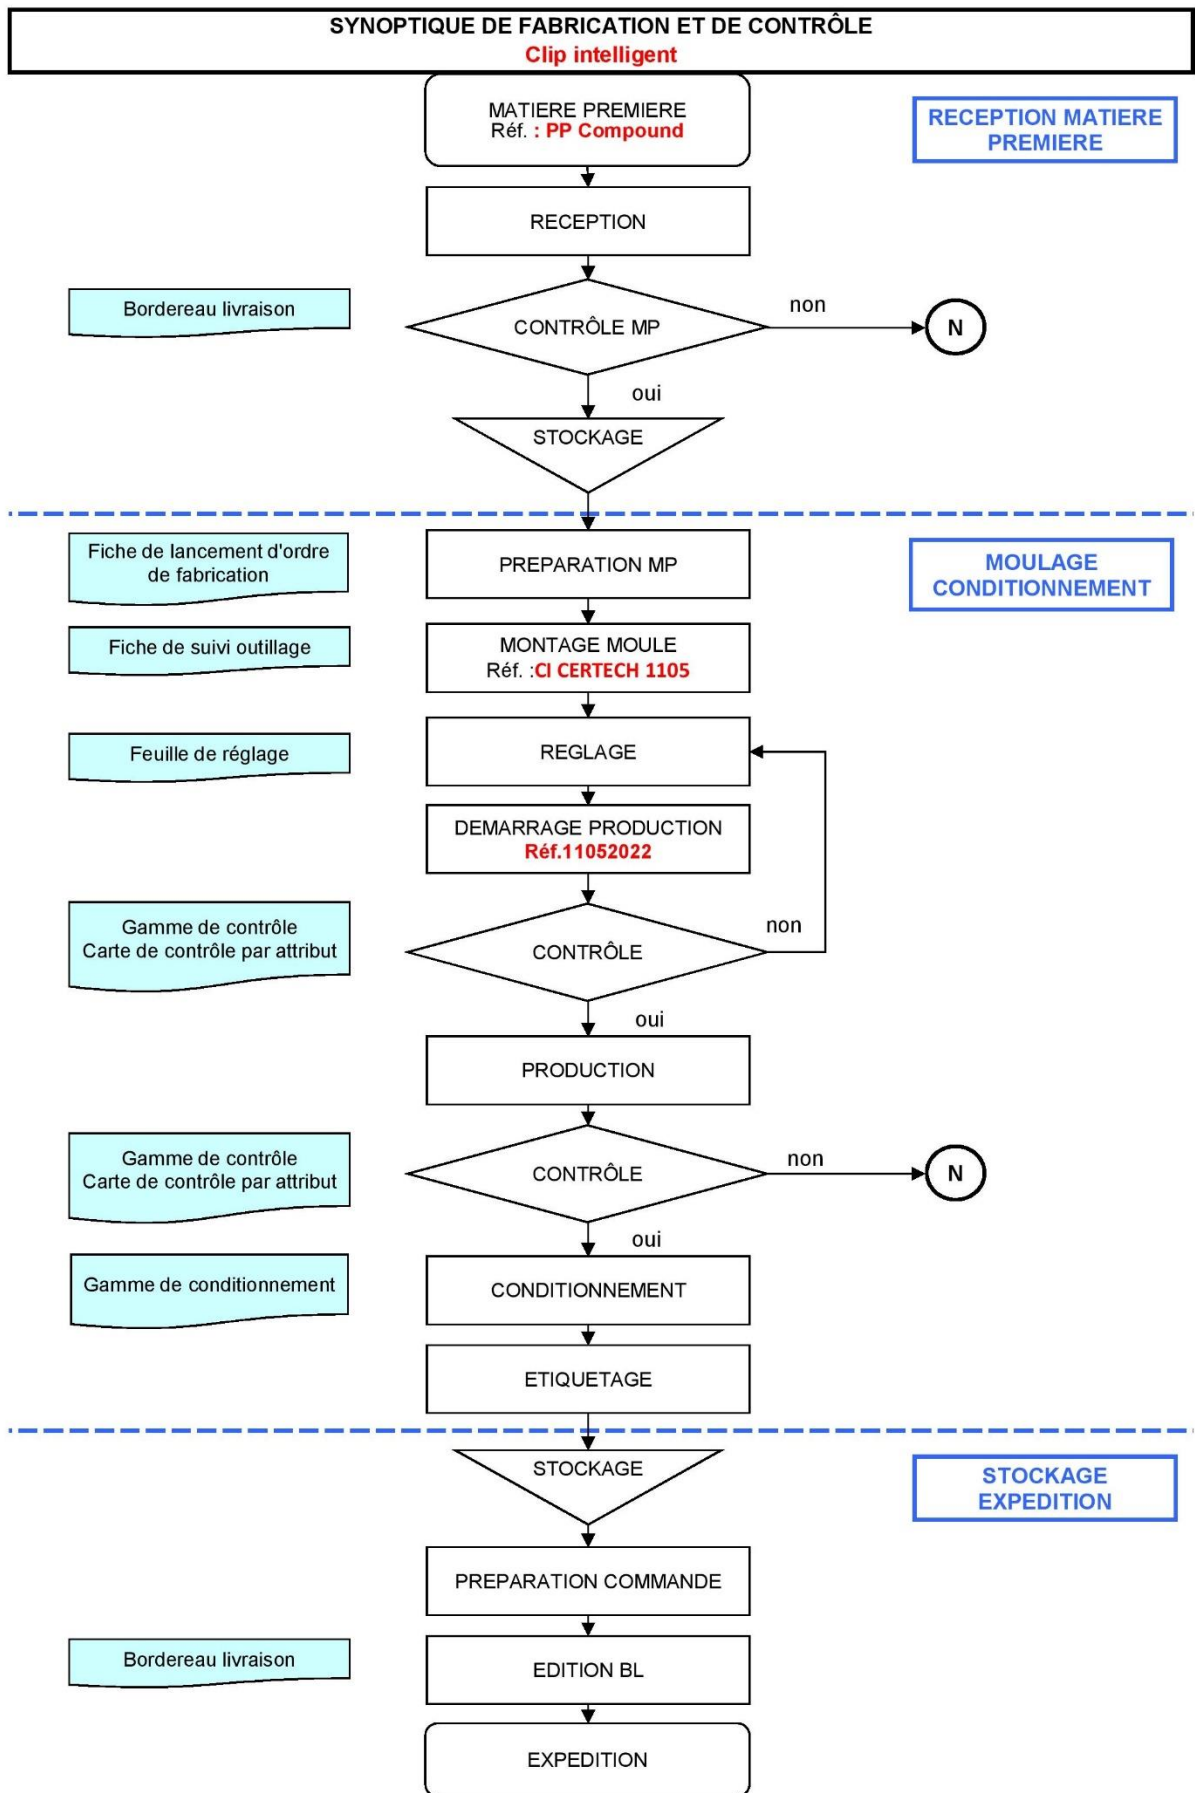 SYNOPTIQUE DE FABRICATION ET DE CONTRÔLE
Clip intelligent
MATIERE PREMIERE
Réf. : PP Compound
RECEPTION MATIERE
PREMIERE
RECEPTION
Bordereau livraison
CONTRÔLE MP
non
N
oui
STOCKAGE
Fiche de lancement d'ordre
de fabrication
PREPARATION MP
MOULAGE
CONDITIONNEMENT
Fiche de suivi outillage
MONTAGE MOULE
Réf. :CI CERTECH 1105
Feuille de réglage
REGLAGE
DEMARRAGE PRODUCTION
Réf.11052022
Gamme de contrôle
Carte de contrôle par attribut
CONTRÔLE
non
oui
PRODUCTION
Gamme de contrôle
Carte de contrôle par attribut
CONTRÔLE
non
N
oui
Gamme de conditionnement
CONDITIONNEMENT
ETIQUETAGE
STOCKAGE
STOCKAGE
EXPEDITION
PREPARATION COMMANDE
Bordereau livraison
EDITION BL
EXPEDITION